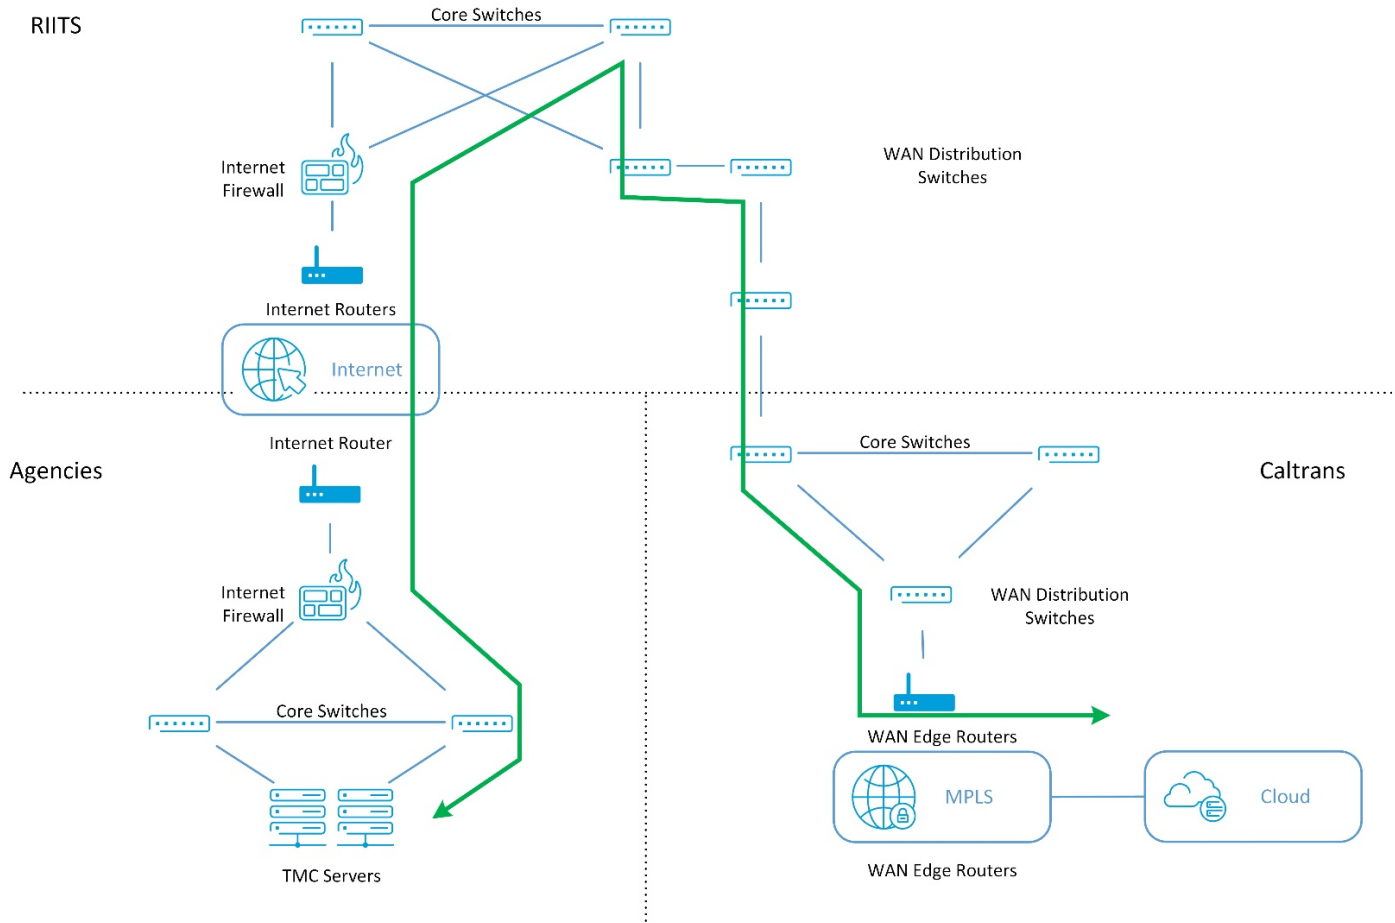 RIITS
Core Switches
Internet
Firewall
WAN Distribution
Switches
Internet Routers
Internet
Internet Router
Agencies
Core Switches
Caltrans
Internet
Firewall
WAN Distribution
Switches
Core Switches
WAN Edge Routers
MPLS
Cloud
TMC Servers
WAN Edge Routers